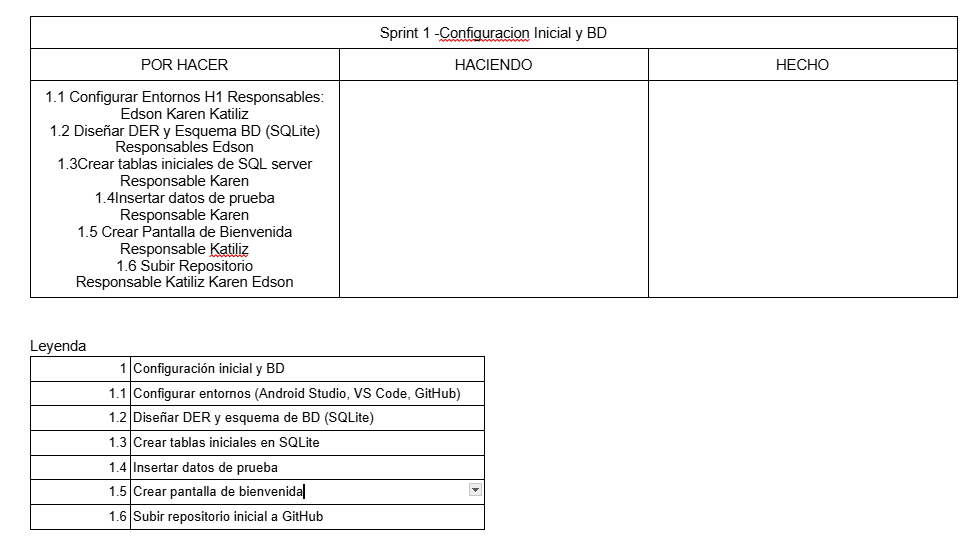 Sprint 1 -Configuracion Inicial y BD
POR HACER
HACIENDO
HECHO
1.1 Configurar Entornos H1 Responsables:
Edson Karen Katiliz
1.2 Diseñar DER y Esquema BD (SQLite)
Responsables Edson
1.3Crear tablas iniciales de SQL server
Responsable Karen
1.4Insertar datos de prueba
Responsable Karen
1.5 Crear Pantalla de Bienvenida
Responsable Katiliz
1.6 Subir Repositorio
Responsable Katiliz Karen Edson
Leyenda
1 Configuración inicial y BD
1.1 Configurar entornos (Android Studio, VS Code, GitHub)
1.2 Diseñar DER y esquema de BD (SQLite)
1.3 Crear tablas iniciales en SQLite
1.4 Insertar datos de prueba
1.5 Crear pantalla de bienvenida
1.6 Subir repositorio inicial a GitHub